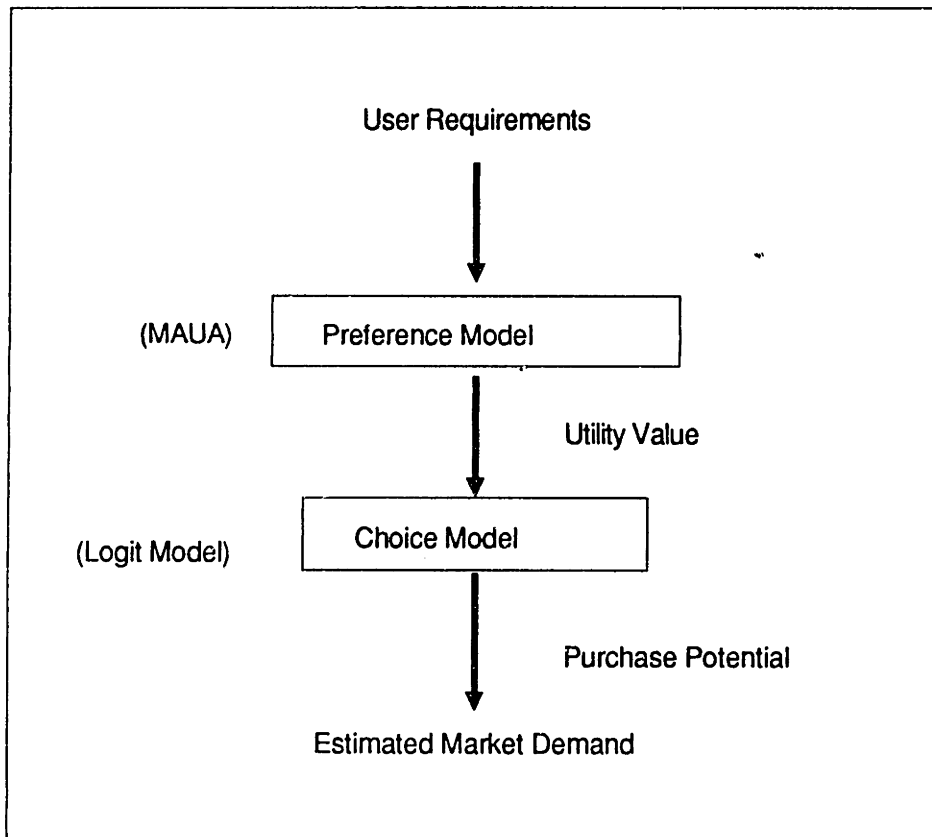 User Requirements
(MAUA)
Preference Model
Utility Value
Choice Model
(Logit Model)
Purchase Potential
Estimated Market Demand